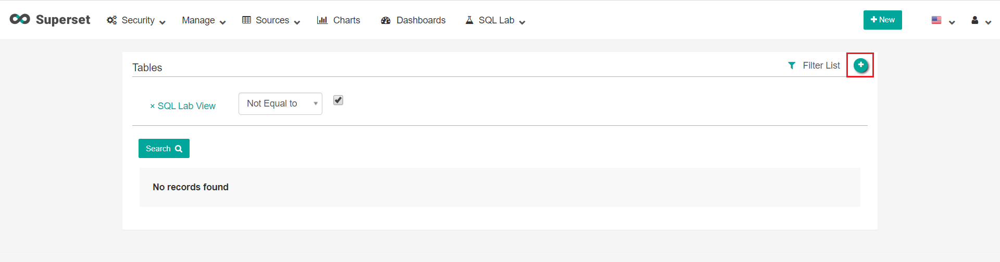 Superset Security Manage Sources Charts Dashboards SQL Lab + New
Tables Filter List
× SQL Lab View Not Equal to
Search
No records found